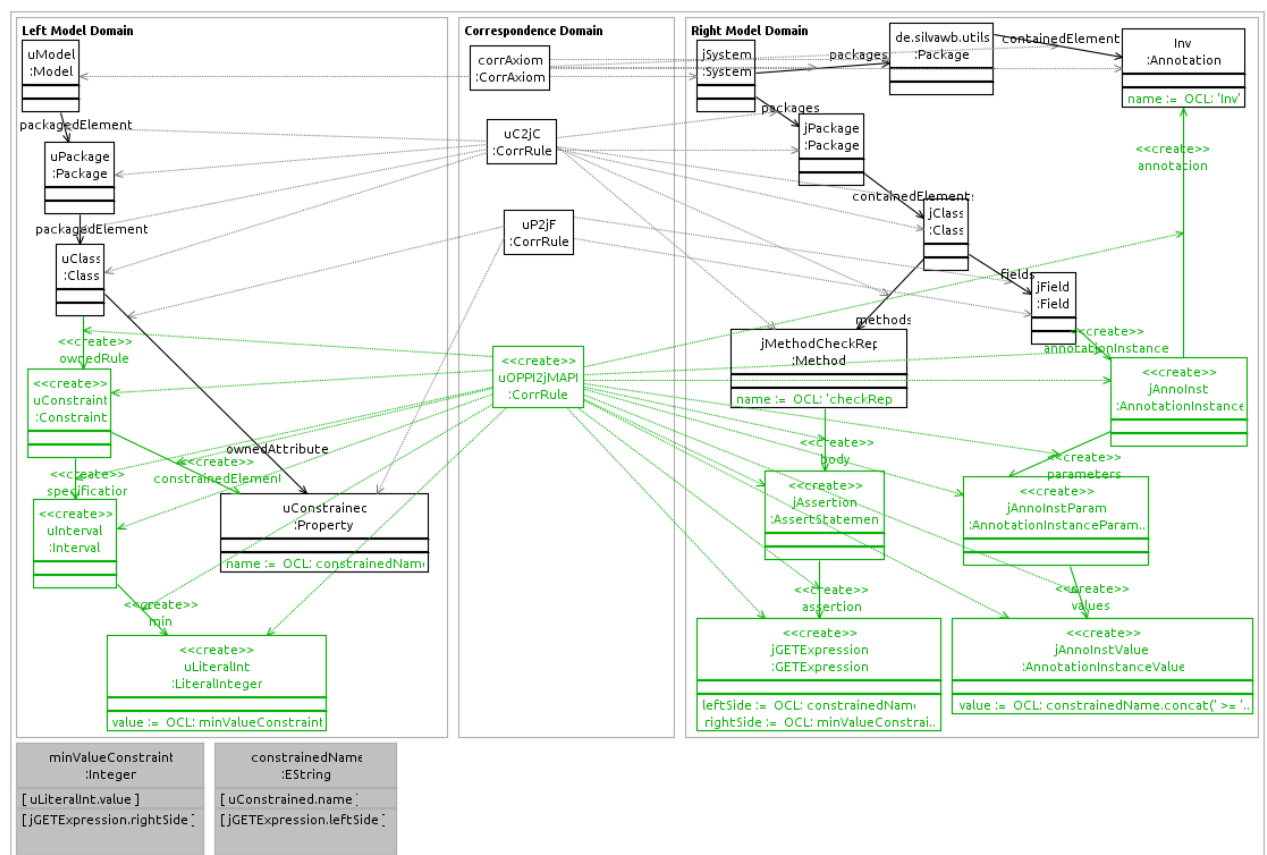 Left Model Domain
uModel
:Model
packagedElement
uPackage
:Package
packagedElement
uClass
:Class
<<create>>
ownedRule
<<create>>
uConstraint
:Constraint
ownedAttribute
<<create>>
constrainedElement
specification
<<create>>
uInterval
:Interval
uConstrained
:Property
name := OCL: constrainedName
<<create>>
min
<<create>>
uLiteralInt
:LiteralInteger
value := OCL: minValueConstraint
Correspondence Domain
corrAxiom
:CorrAxiom
uC2jC
:CorrRule
uP2jF
:CorrRule
<<create>>
uOPPI2jMAPI
:CorrRule
Right Model Domain
jSystem
:System
packages
de.silvawb.utils
:Package
containedElement
Inv
:Annotation
name := OCL: 'Inv'
packages
jPackage
:Package
<<create>>
annotation
containedElements
jClass
:Class
fields
jField
:Field
methods
jMethodCheckRep
:Method
name := OCL: 'checkRep
<<create>>
annotationInstance
<<create>>
jAnnoInst
:AnnotationInstance
<<create>>
body
<<create>>
parameters
<<create>>
jAssertion
:AssertStatemen
<<create>>
jAnnoInstParam
:AnnotationInstanceParam..
<<create>>
assertion
<<create>>
values
<<create>>
jGETExpression
:GETExpression
leftSide := OCL: constrainedName
rightSide := OCL: minValueConstrai..
<<create>>
jAnnoInstValue
:AnnotationInstanceValue
value := OCL: constrainedName.concat(' >= '..
minValueConstraint
:Integer
[ uLiteralInt.value ]
[ jGETExpression.rightSide ]
constrainedName
:EString
[ uConstrained.name ]
[ jGETExpression.leftSide ]